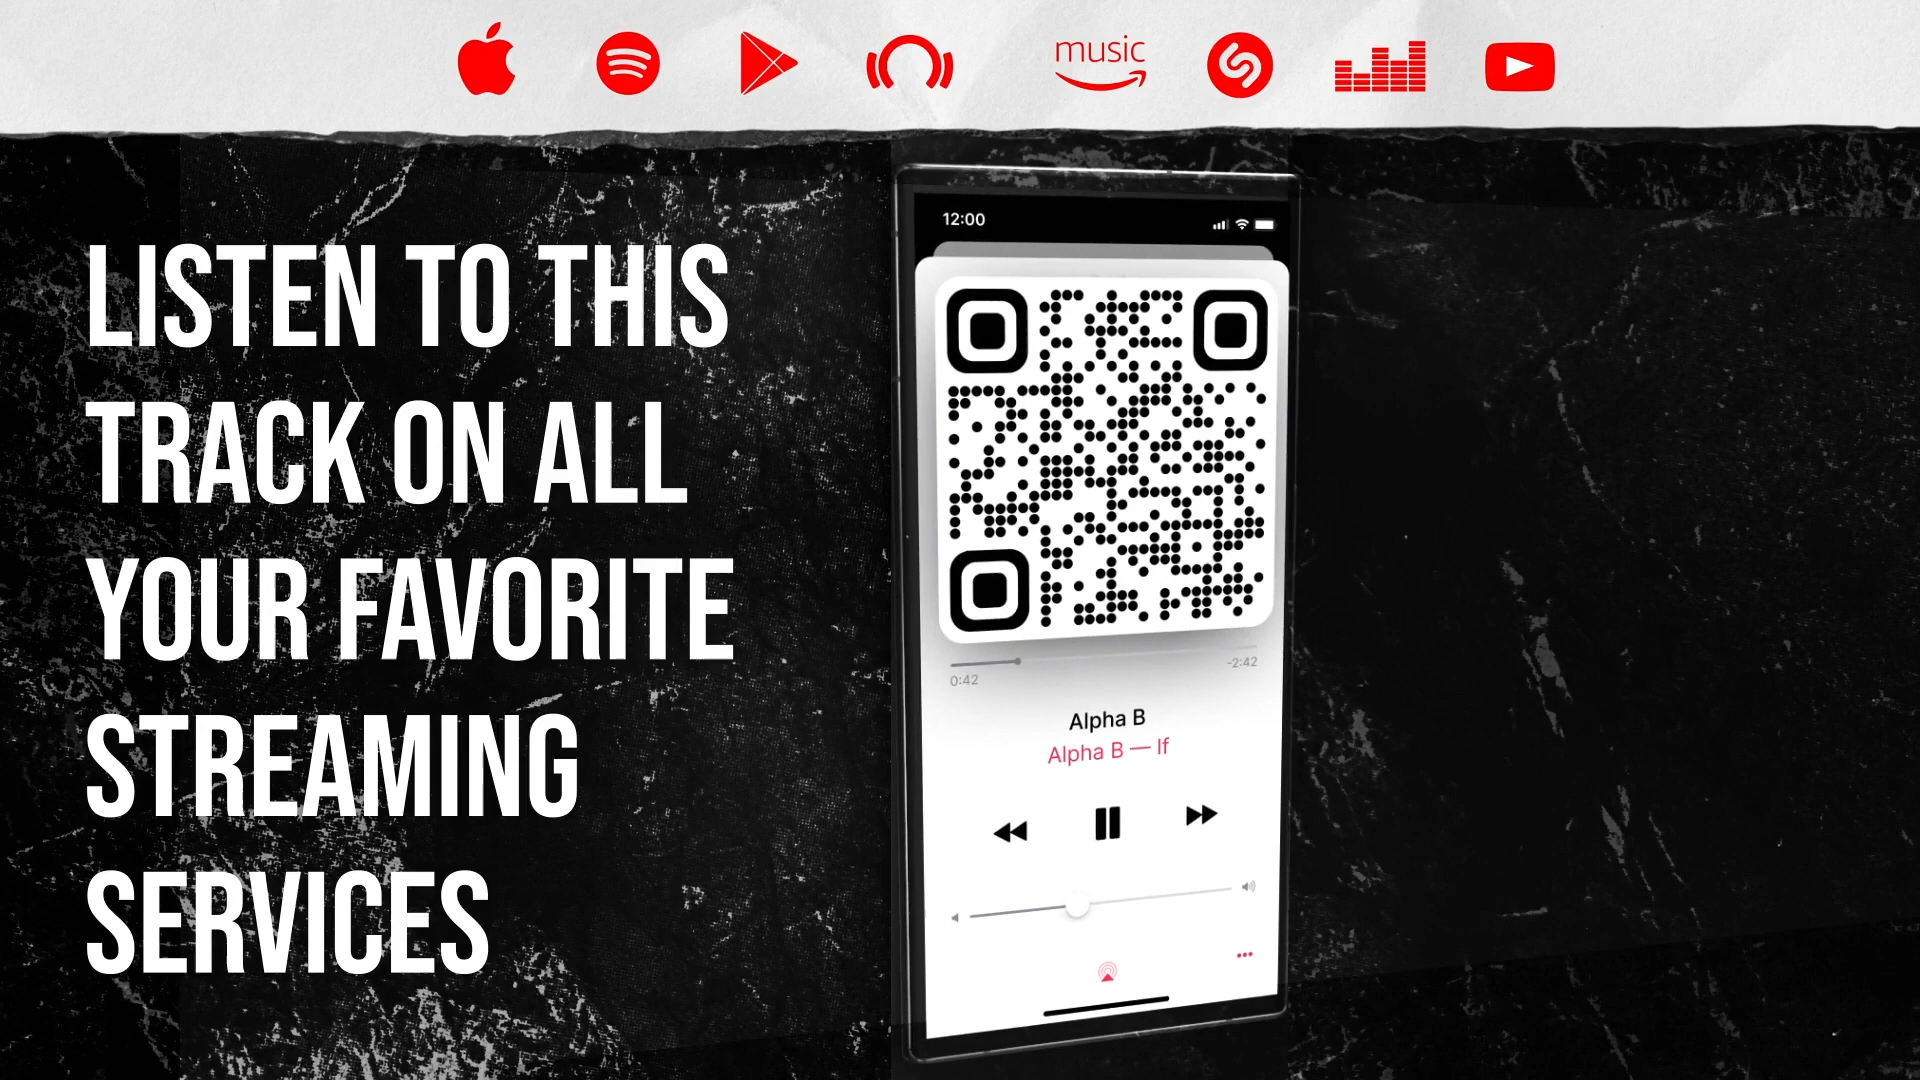 music
LISTEN TO THIS
TRACK ON ALL
YOUR FAVORITE
STREAMING
SERVICES
12:00
0:42
-2:42
Alpha B
Alpha B — If